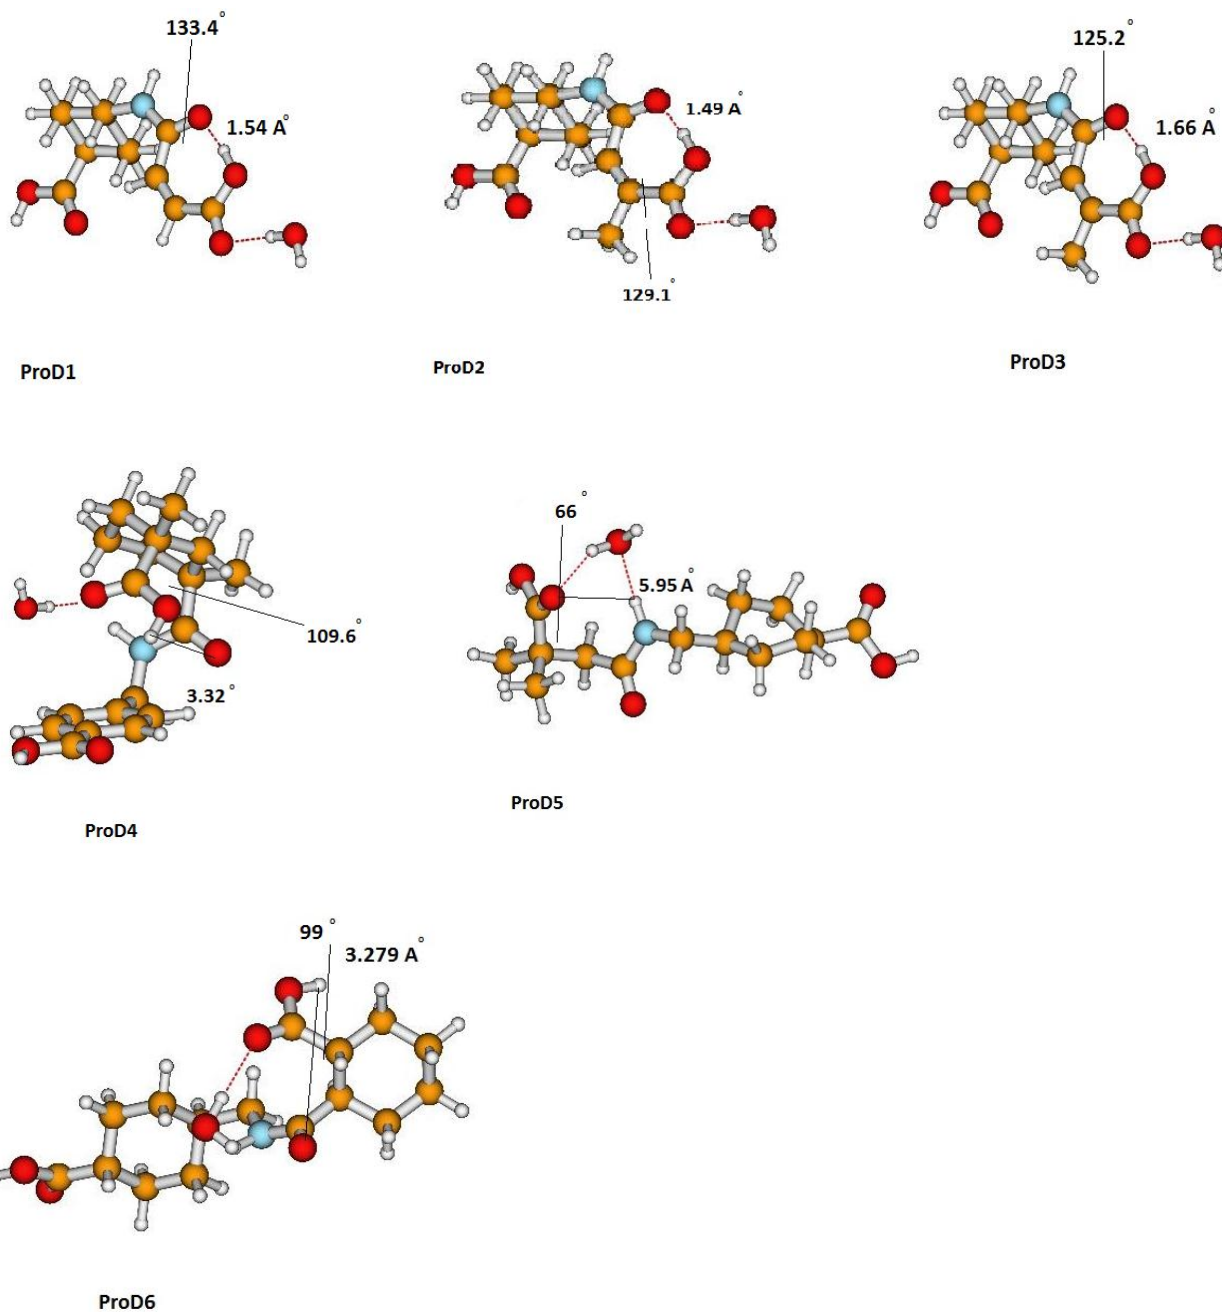 133.4°
1.54 A°
ProD1
1.49 A°
129.1°
ProD2
125.2°
1.66 A°
ProD3
109.6°
3.32°
ProD4
66°
5.95 A°
ProD5
99°
3.279 A°
ProD6